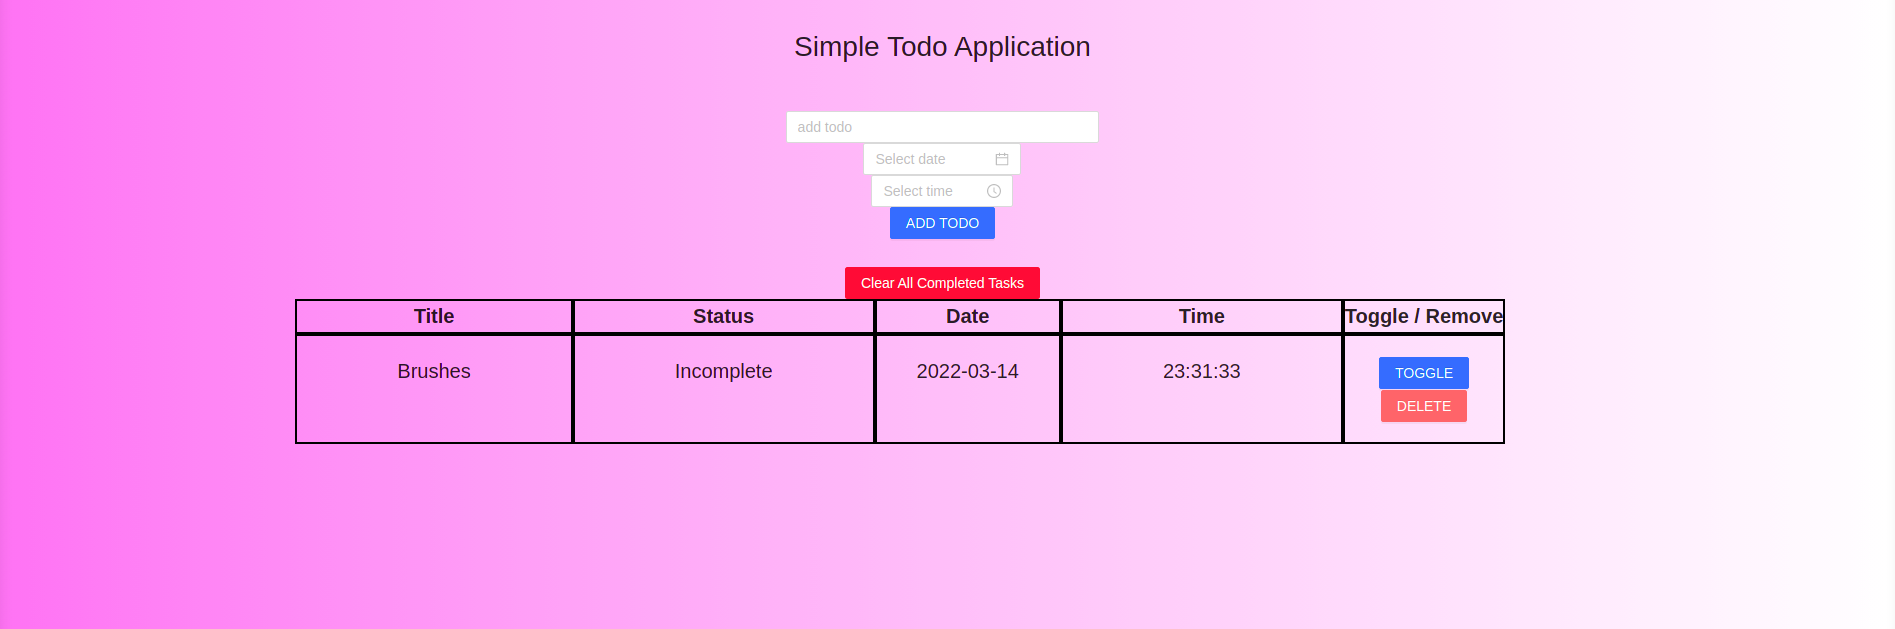 Simple Todo Application
add todo
Select date
Select time
ADD TODO
Clear All Completed Tasks
Title Status Date Time Toggle / Remove
Brushes Incomplete 2022-03-14 23:31:33 TOGGLE
DELETE